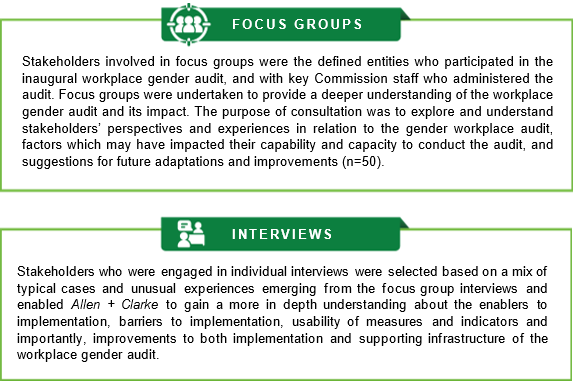 FOCUS GROUPS
Stakeholders involved in focus groups were the defined entities who participated in the
inaugural workplace gender audit, and with key Commission staff who administered the
audit. Focus groups were undertaken to provide a deeper understanding of the workplace
gender audit and its impact. The purpose of consultation was to explore and understand
stakeholders' perspectives and experiences in relation to the gender workplace audit,
factors which may have impacted their capability and capacity to conduct the audit, and
suggestions for future adaptations and improvements (n=50).
INTERVIEWS
Stakeholders who were engaged in individual interviews were selected based on a mix of
typical cases and unusual experiences emerging from the focus group interviews and
enabled Allen + Clarke to gain a more in depth understanding about the enablers to
implementation, barriers to implementation, usability of measures and indicators and
importantly, improvements to both implementation and supporting infrastructure of the
workplace gender audit.